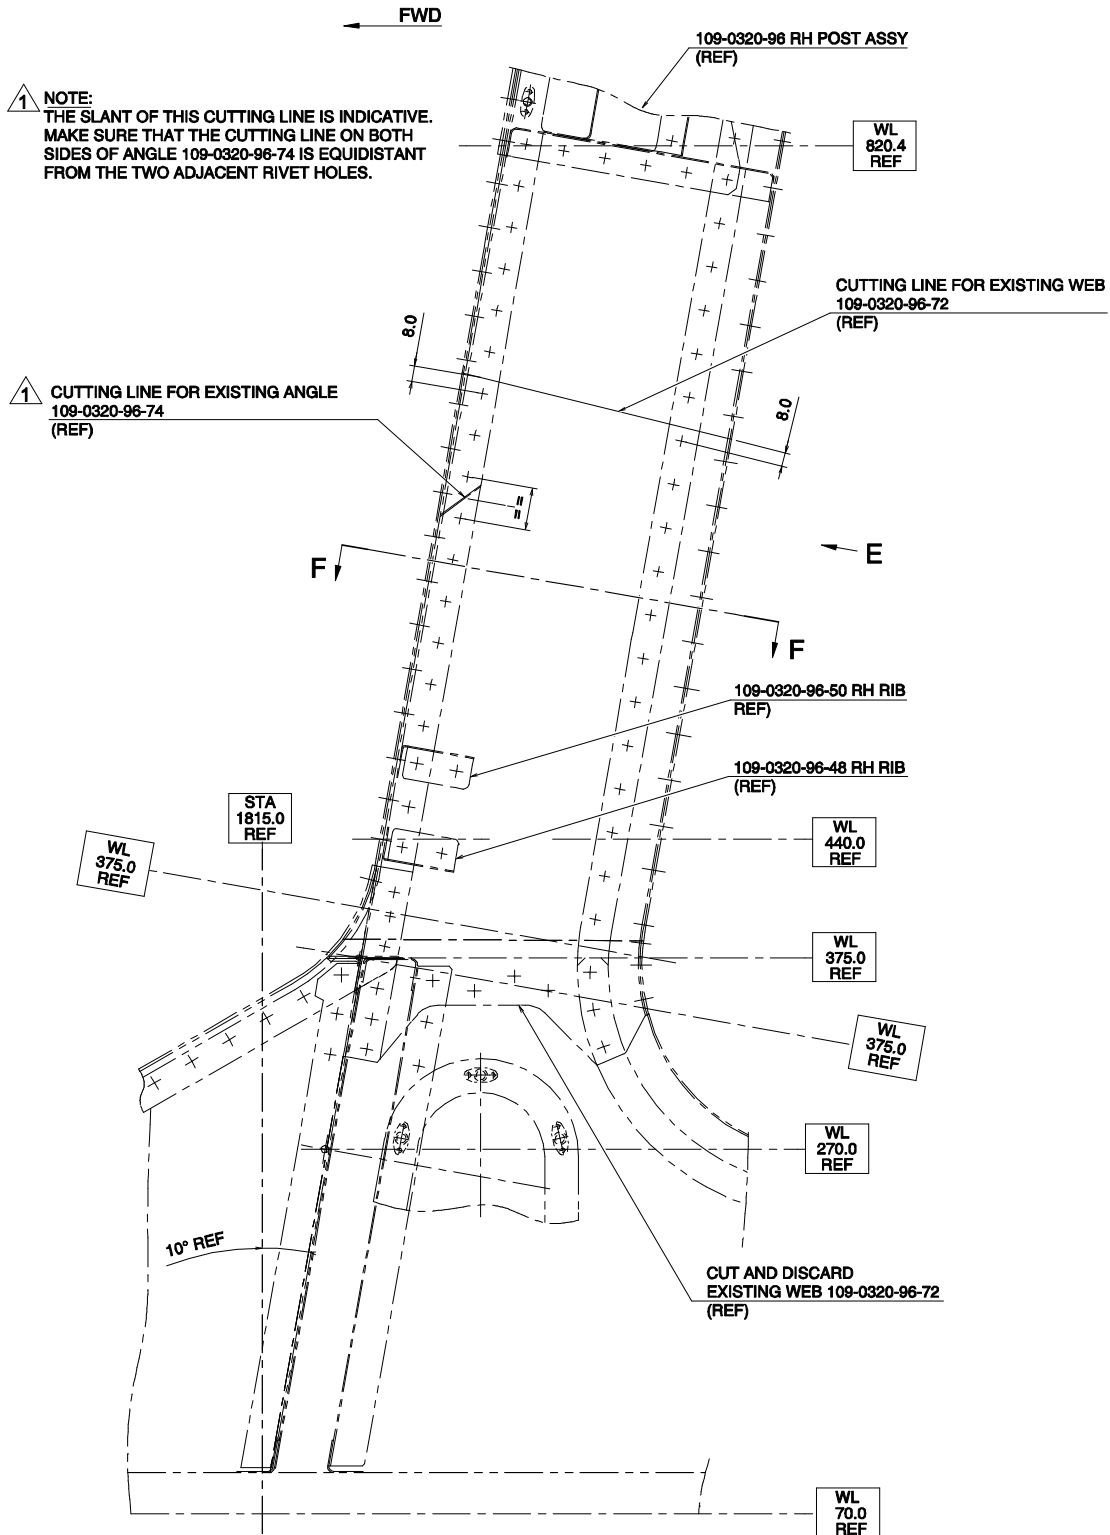 FWD
109-0320-96 RH POST ASSY
(REF)
1 NOTE:
THE SLANT OF THIS CUTTING LINE IS INDICATIVE.
MAKE SURE THAT THE CUTTING LINE ON BOTH
SIDES OF ANGLE 109-0320-96-74 IS EQUIDISTANT
FROM THE TWO ADJACENT RIVET HOLES.
WL
820.4
REF
CUTTING LINE FOR EXISTING WEB
109-0320-96-72
(REF)
8.0
1 CUTTING LINE FOR EXISTING ANGLE
109-0320-96-74
(REF)
8.0
=
=
E
F
F
109-0320-96-50 RH RIB
REF)
109-0320-96-48 RH RIB
(REF)
STA
1815.0
REF
WL
440.0
REF
WL
375.0
REF
WL
375.0
REF
WL
375.0
REF
WL
270.0
REF
10° REF
CUT AND DISCARD
EXISTING WEB 109-0320-96-72
(REF)
WL
70.0
REF